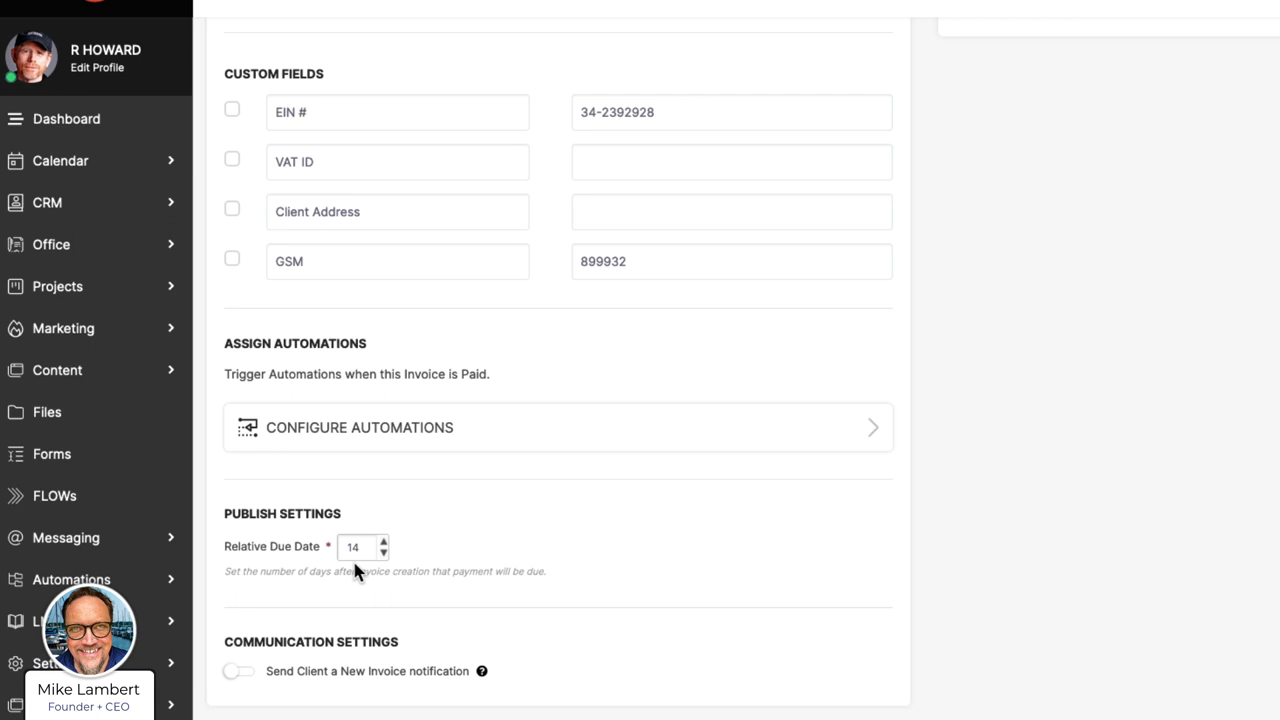 R HOWARD
Edit Profile
Dashboard
Calendar
CRM
Office
Projects
Marketing
Content
Files
Forms
FLOWs
Messaging
Automations
Mike Lambert
Founder + CEO
CUSTOM FIELDS
EIN # 34-2392928
VAT ID
Client Address
GSM 899932
ASSIGN AUTOMATIONS
Trigger Automations when this Invoice is Paid.
CONFIGURE AUTOMATIONS
PUBLISH SETTINGS
Relative Due Date * 14
Set the number of days after invoice creation that payment will be due.
COMMUNICATION SETTINGS
Send Client a New Invoice notification ?